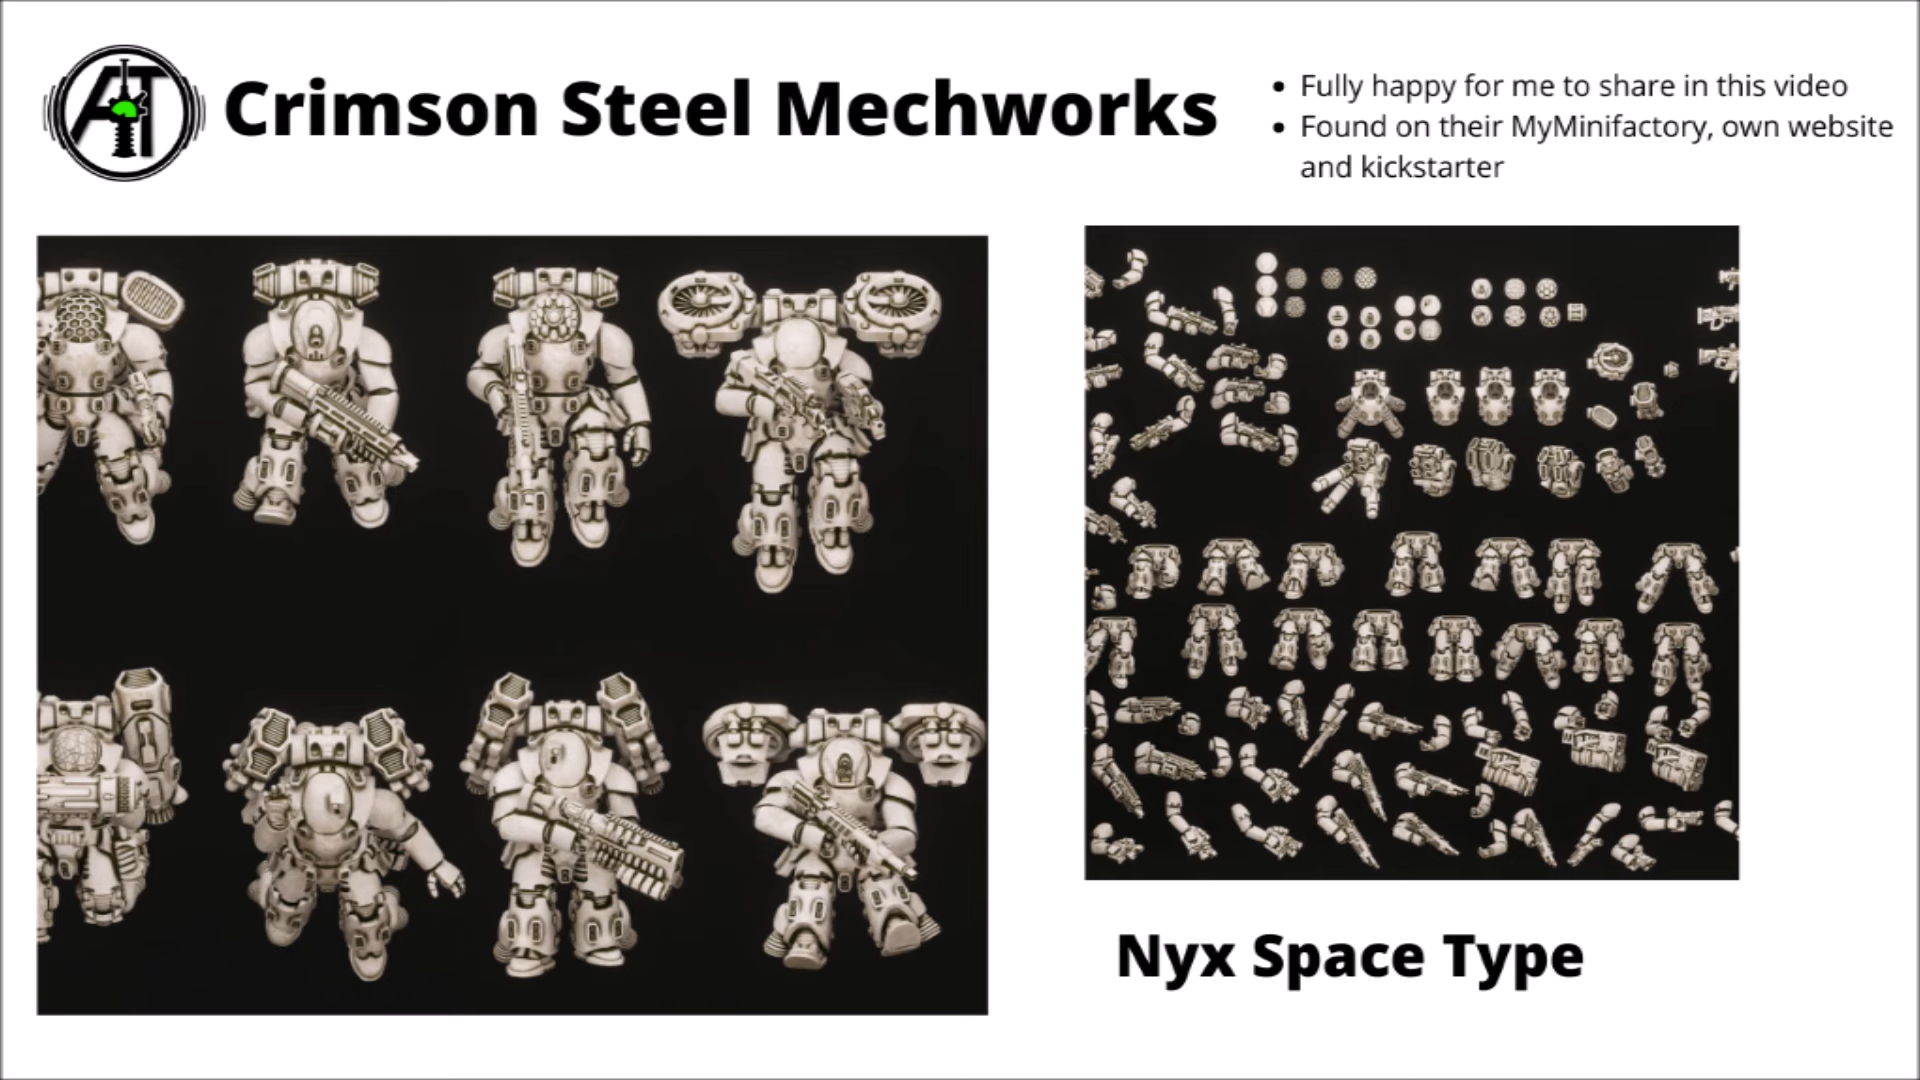 AT
Crimson Steel Mechworks
• Fully happy for me to share in this video
• Found on their MyMinifactory, own website
and kickstarter
Nyx Space Type